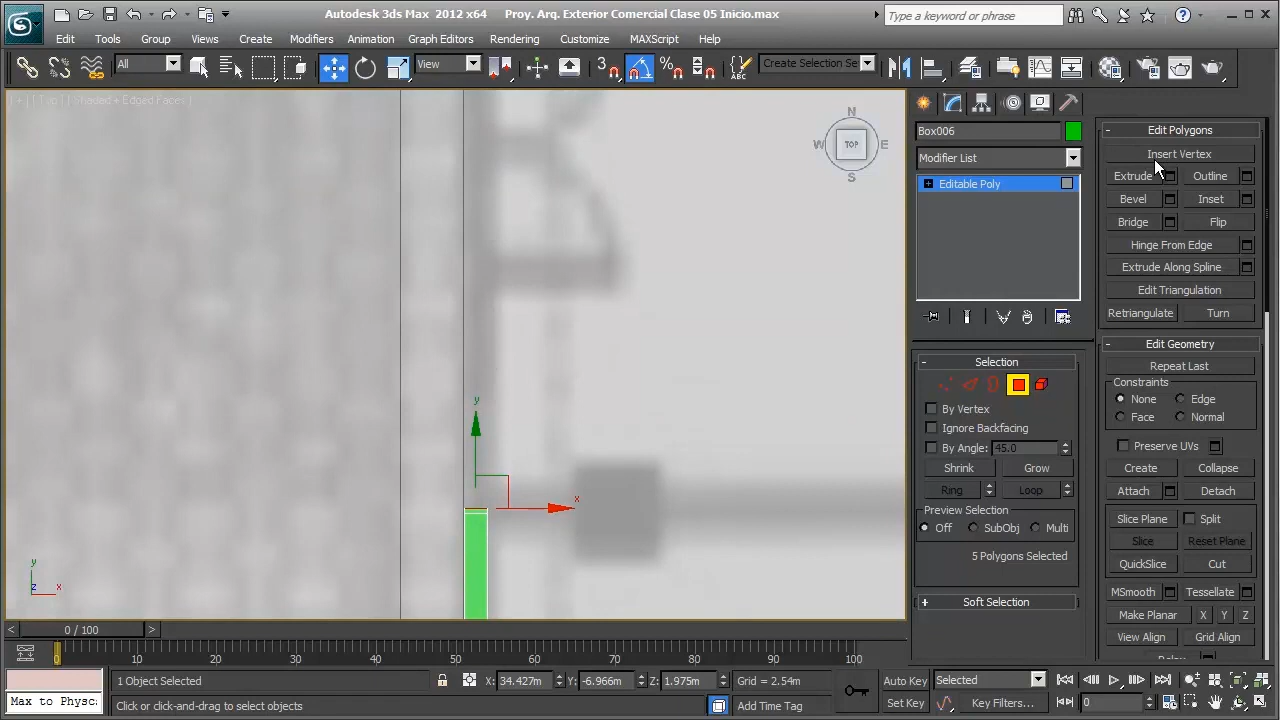 Autodesk 3ds Max 2012 x64 Proy. Arq. Exterior Comercial Clase 05 Inicio.max
Type a keyword or phrase
Edit Tools Group Views Create Modifiers Animation Graph Editors Rendering Customize MAXScript Help
All View Create Selection Se
Shaded + Edged Faces
N
W TOP E
S
Box006
Modifier List
Editable Poly
Selection
By Vertex
Ignore Backfacing
By Angle: 45.0
Shrink Grow
Ring Loop
Preview Selection
Off SubObj Multi
5 Polygons Selected
Soft Selection
Edit Polygons
Insert Vertex
Extrude Outline
Bevel Inset
Bridge Flip
Hinge From Edge
Extrude Along Spline
Edit Triangulation
Retriangulate Turn
Edit Geometry
Repeat Last
Constraints
None Edge
Face Normal
Preserve UVs
Create Collapse
Attach Detach
Slice Plane Split
Slice Reset Plane
QuickSlice Cut
MSmooth Tessellate
Make Planar X Y Z
View Align Grid Align
y
x
y
z x
0 / 100
0 10 20 30 40 50 60 70 80 90 100
1 Object Selected X: 34.427m Y: -6.966m Z: 1.975m Grid = 2.54m Auto Key Selected
Max to Physc: Click or click-and-drag to select objects Add Time Tag Set Key Key Filters... 0